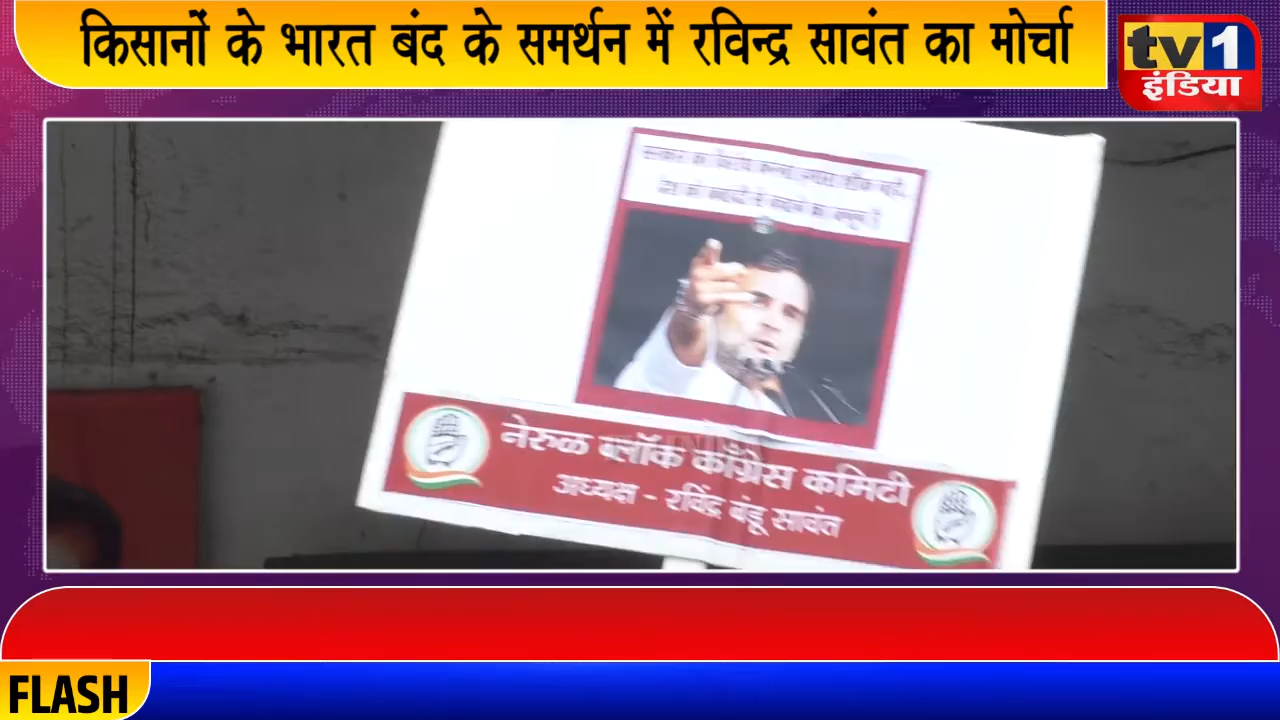 किसानों के भारत बंद के समर्थन में रविन्द्र सावंत का मोर्चा
tv1
इंडिया
नेरुळ ब्लॉक काँग्रेस कमिटी
अध्यक्ष - रविंद्र बंडू सावंत
FLASH